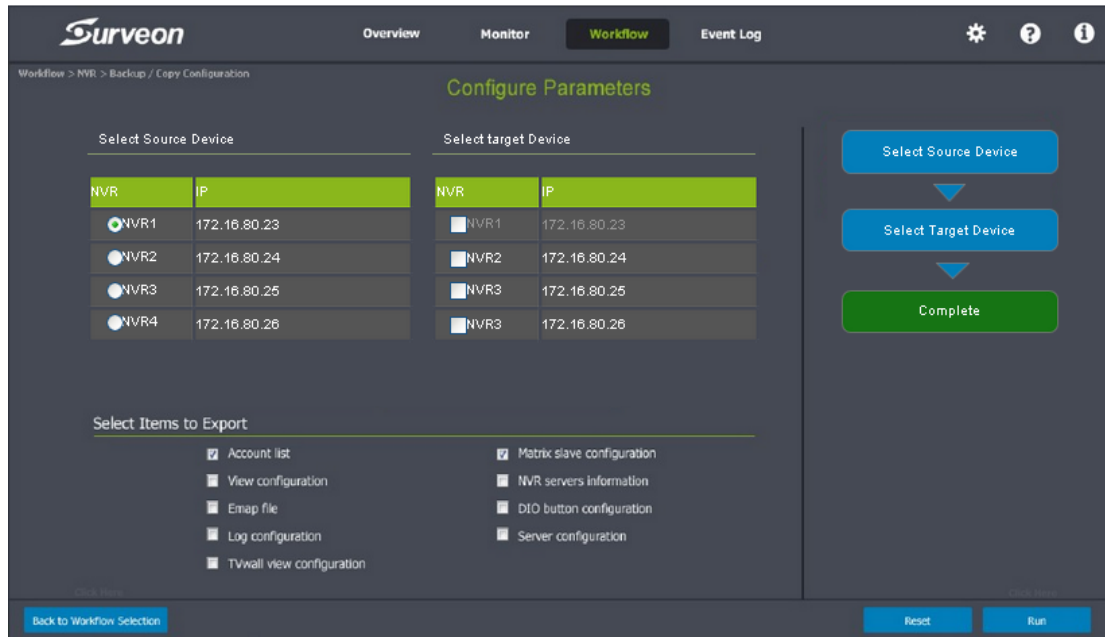 Surveon
Overview Monitor Workflow Event Log
Workflow > NVR > Backup / Copy Configuration
Configure Parameters
Select Source Device
NVR IP
NVR1 172.16.80.23
NVR2 172.16.80.24
NVR3 172.16.80.25
NVR4 172.16.80.26
Select target Device
NVR IP
NVR1 172.16.80.23
NVR2 172.16.80.24
NVR3 172.16.80.25
NVR3 172.16.80.26
Select Source Device
Select Target Device
Complete
Select Items to Export
Account list
View configuration
Emap file
Log configuration
TVwall view configuration
Matrix slave configuration
NVR servers information
DIO button configuration
Server configuration
Click Here
Click Here
Back to Workflow Selection
Reset
Run